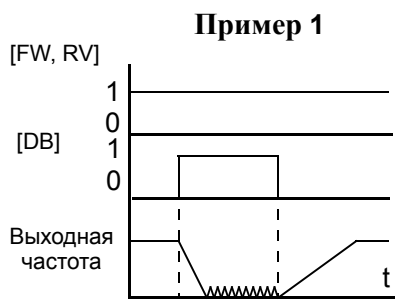 Пример 1
[FW, RV]
1
0
[DB]
1
0
Выходная
частота
t